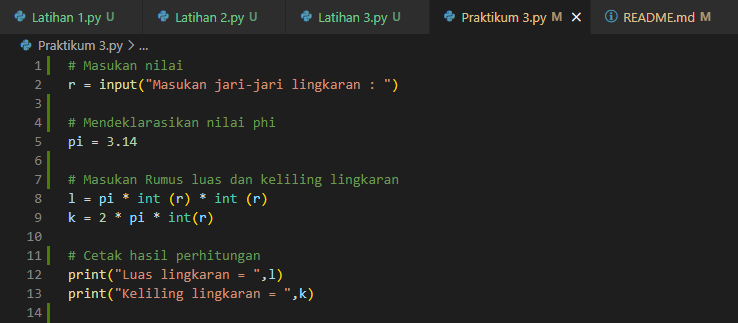 Latihan 1.py U Latihan 2.py U Latihan 3.py U Praktikum 3.py M × README.md M
Praktikum 3.py > ...
1 # Masukan nilai
2 r = input("Masukan jari-jari lingkaran : ")
3
4 # Mendeklarasikan nilai phi
5 pi = 3.14
6
7 # Masukan Rumus luas dan keliling lingkaran
8 l = pi * int (r) * int (r)
9 k = 2 * pi * int(r)
10
11 # Cetak hasil perhitungan
12 print("Luas lingkaran = ",l)
13 print("Keliling lingkaran = ",k)
14